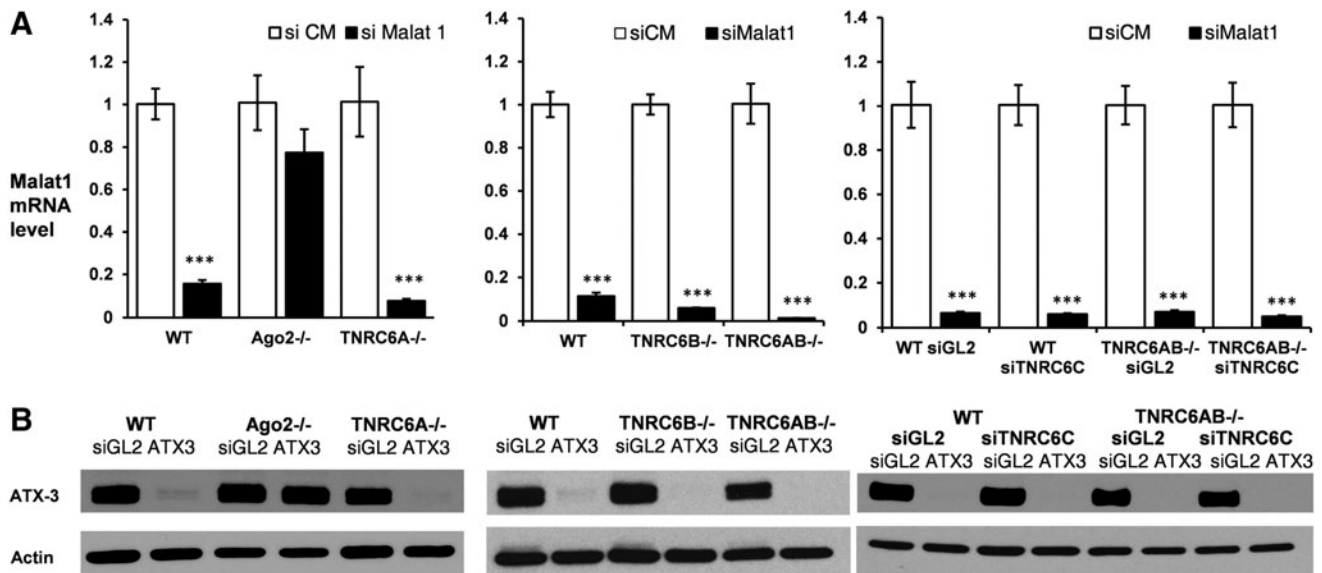 A
Malat1
mRNA
level
1.4
1.2
1
0.8
0.6
0.4
0.2
0
si CM si Malat 1
***
***
WT Ago2-/- TNRC6A-/-
1.4
1.2
1
0.8
0.6
0.4
0.2
0
siCM siMalat1
***
***
***
WT TNRC6B-/- TNRC6AB-/-
1.4
1.2
1
0.8
0.6
0.4
0.2
0
siCM siMalat1
***
***
***
***
WT siGL2 WT TNRC6AB-/- TNRC6AB-/-
siTNRC6C siGL2 siTNRC6C
B
WT Ago2-/- TNRC6A-/-
siGL2 ATX3 siGL2 ATX3 siGL2 ATX3
WT TNRC6B-/- TNRC6AB-/-
siGL2 ATX3 siGL2 ATX3 siGL2 ATX3
WT TNRC6AB-/-
siGL2 siTNRC6C siGL2 siTNRC6C
siGL2 ATX3 siGL2 ATX3 siGL2 ATX3 siGL2 ATX3
ATX-3
Actin